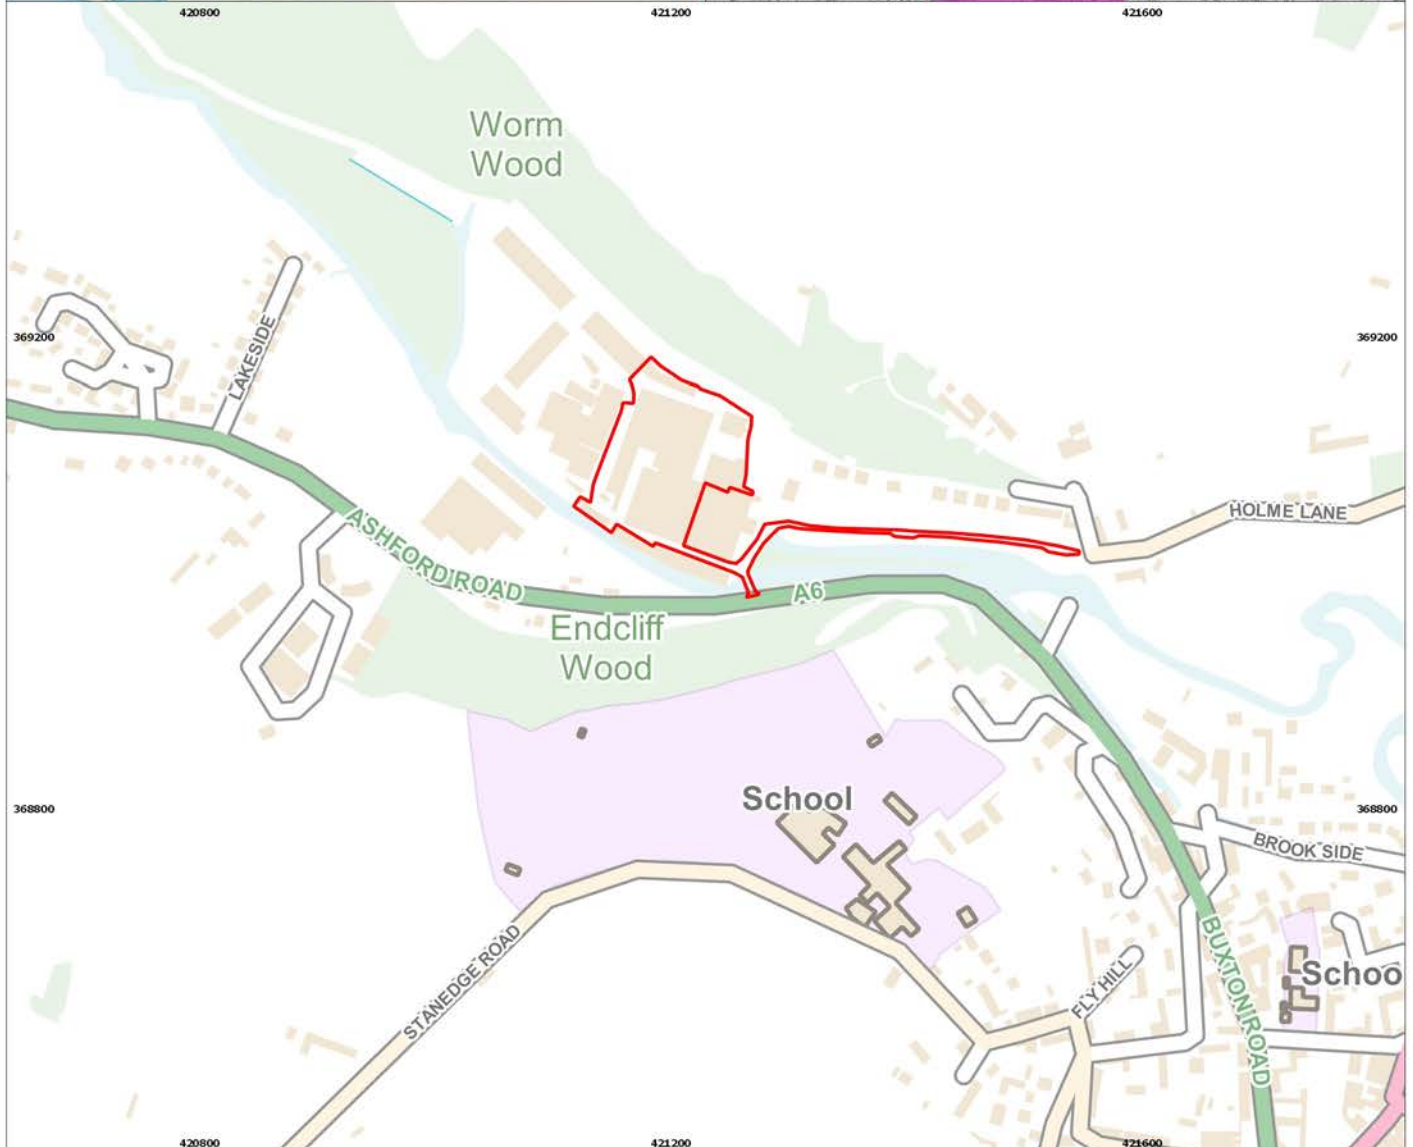 420800
421200
421600
Worm
Wood
369200
369200
LAKESIDE
HOLME LANE
ASHFORD ROAD
A6
Endcliff
Wood
School
368800
368800
BROOK SIDE
STANEDGE ROAD
FLY HILL
BUXTON ROAD
Schoo
420800
421200
421600